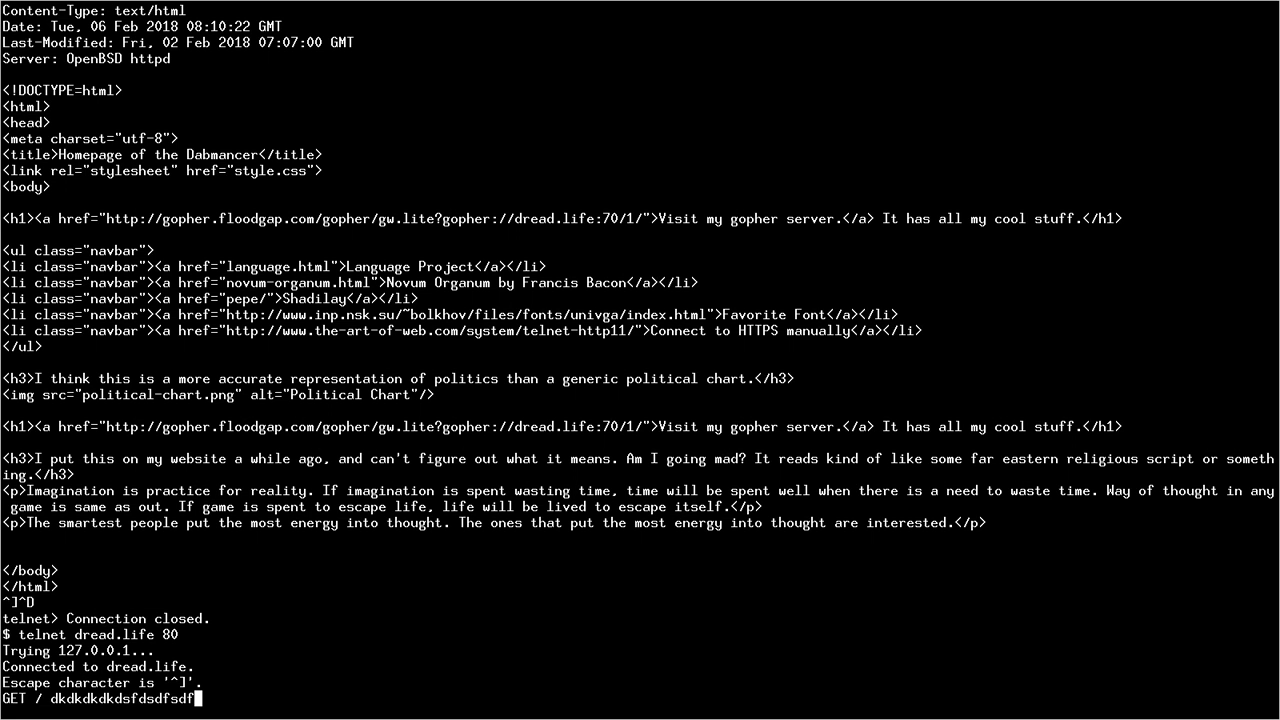 Content-Type: text/html
Date: Tue, 06 Feb 2018 08:10:22 GMT
Last-Modified: Fri, 02 Feb 2018 07:07:00 GMT
Server: OpenBSD httpd
<!DOCTYPE=html>
<html>
<head>
<meta charset="utf-8">
<title>Homepage of the Dabmancer</title>
<link rel="stylesheet" href="style.css">
<body>
<h1><a href="http://gopher.floodgap.com/gopher/gw.lite?gopher://dread.life:70/1/">Visit my gopher server.</a> It has all my cool stuff.</h1>
<ul class="navbar">
<li class="navbar"><a href="language.html">Language Project</a></li>
<li class="navbar"><a href="novum-organum.html">Novum Organum by Francis Bacon</a></li>
<li class="navbar"><a href="pepe/">Shadilay</a></li>
<li class="navbar"><a href="http://www.inp.nsk.su/~bolkhov/files/fonts/univga/index.html">Favorite Font</a></li>
<li class="navbar"><a href="http://www.the-art-of-web.com/system/telnet-http11/">Connect to HTTPS manually</a></li>
</ul>
<h3>I think this is a more accurate representation of politics than a generic political chart.</h3>
<img src="political-chart.png" alt="Political Chart"/>
<h1><a href="http://gopher.floodgap.com/gopher/gw.lite?gopher://dread.life:70/1/">Visit my gopher server.</a> It has all my cool stuff.</h1>
<h3>I put this on my website a while ago, and can't figure out what it means. Am I going mad? It reads kind of like some far eastern religious script or someth
ing.</h3>
<p>Imagination is practice for reality. If imagination is spent wasting time, time will be spent well when there is a need to waste time. Way of thought in any
 game is same as out. If game is spent to escape life, life will be lived to escape itself.</p>
<p>The smartest people put the most energy into thought. The ones that put the most energy into thought are interested.</p>
</body>
</html>
^]^D
telnet> Connection closed.
$ telnet dread.life 80
Trying 127.0.0.1...
Connected to dread.life.
Escape character is '^]'.
GET / dkdkdkdkdsfdsdfsdf